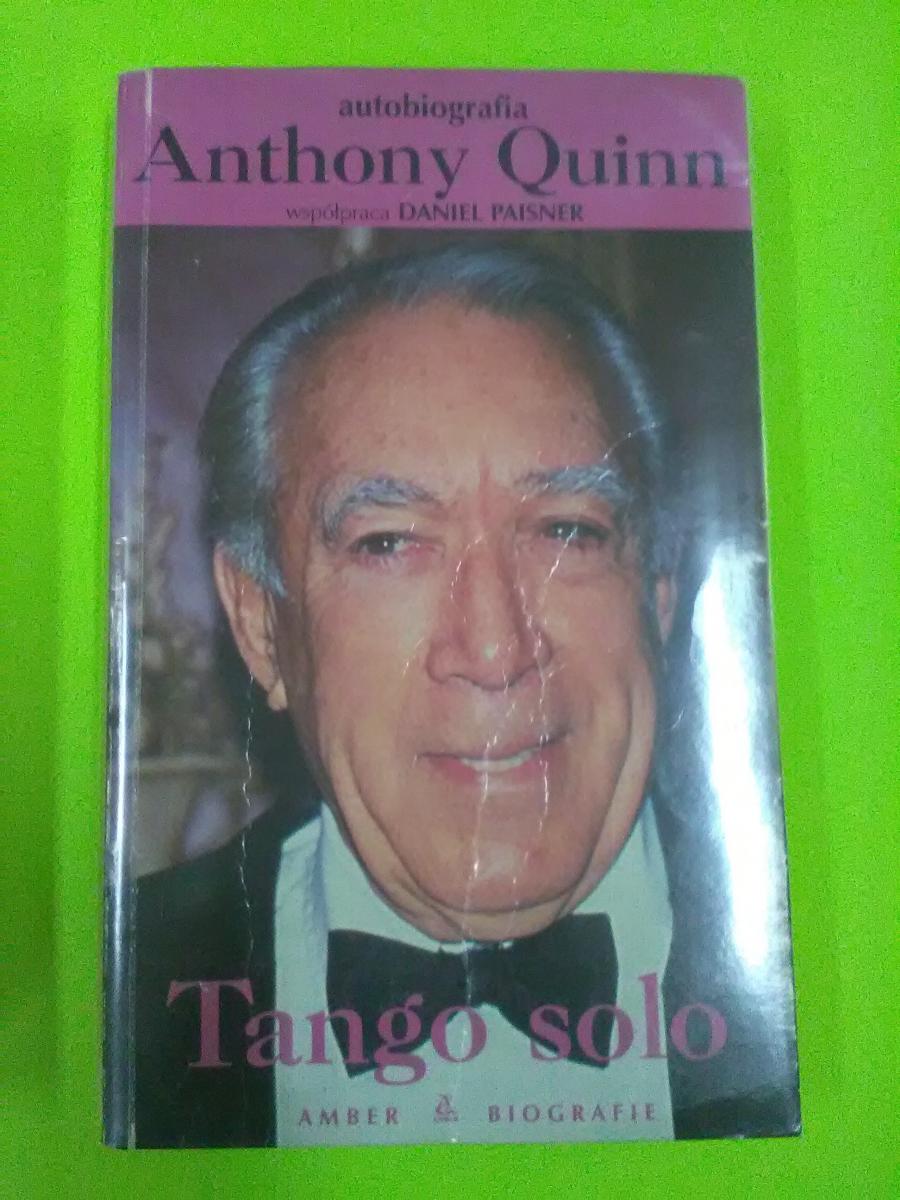 autobiografia
Anthony Quinn
współpraca DANIEL PAISNER
Tango solo
AMBER BIOGRAFIE